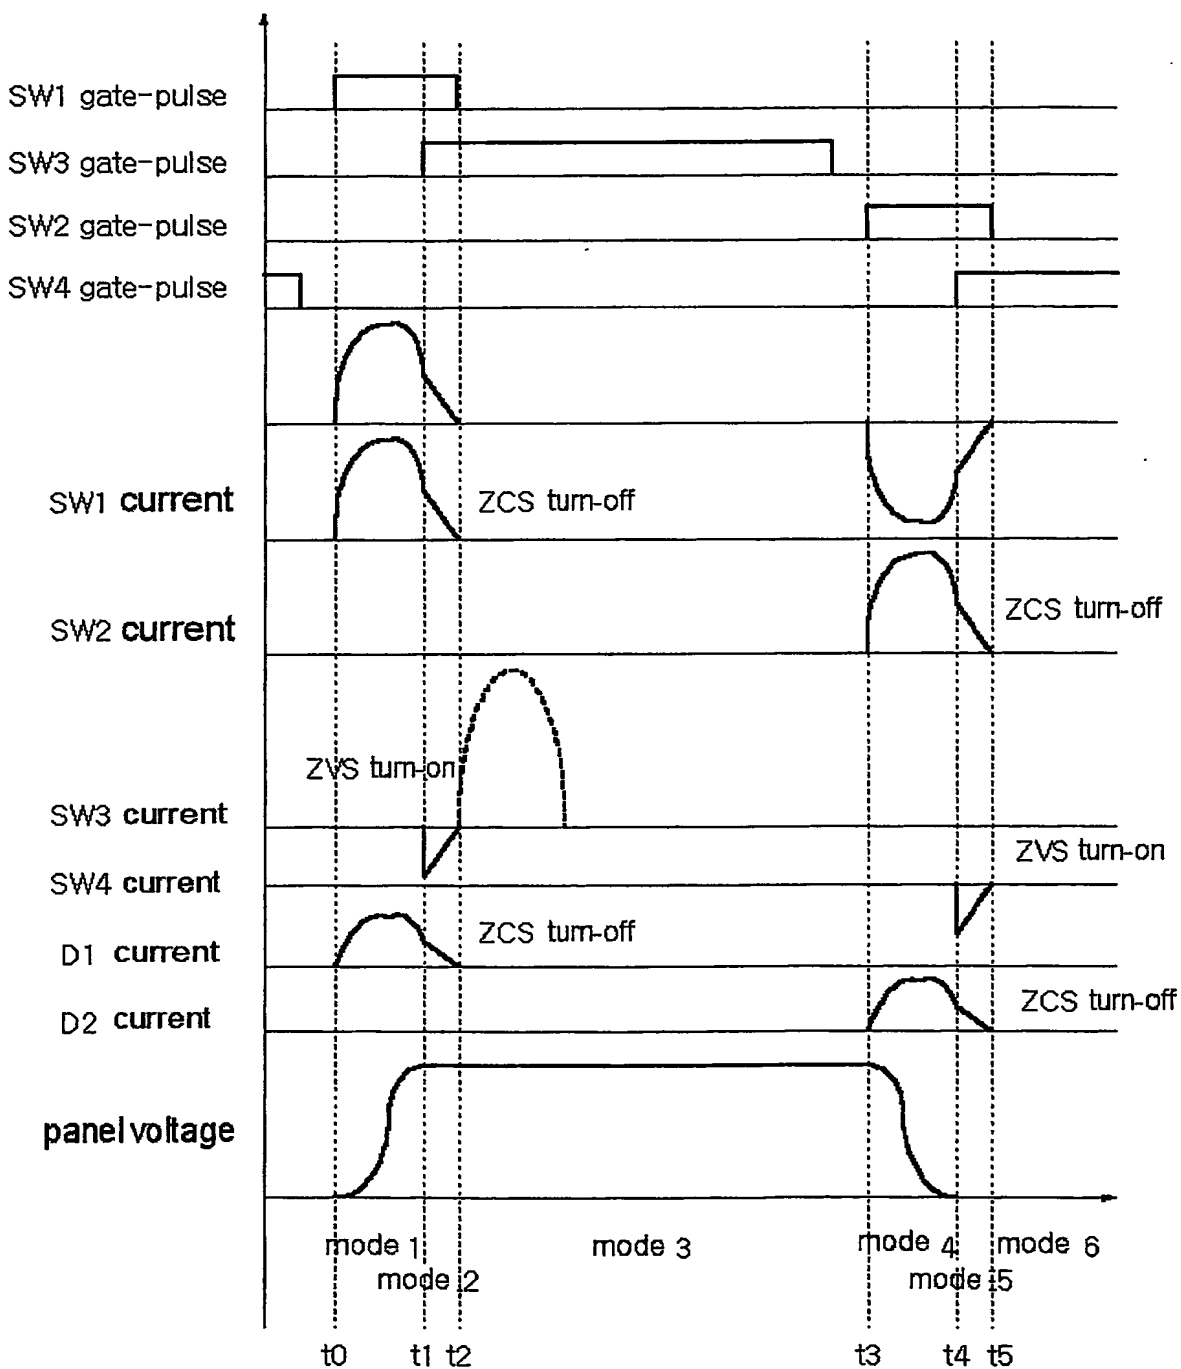 SW1 gate-pulse
SW3 gate-pulse
SW2 gate-pulse
SW4 gate-pulse
SW1 current
ZCS turn-off
SW2 current
ZCS turn-off
ZVS turn-on
SW3 current
ZVS turn-on
SW4 current
D1 current
ZCS turn-off
D2 current
ZCS turn-off
panel voltage
mode 1
mode 3
mode 4
mode 6
mode 2
mode 5
t0
t1
t2
t3
t4
t5